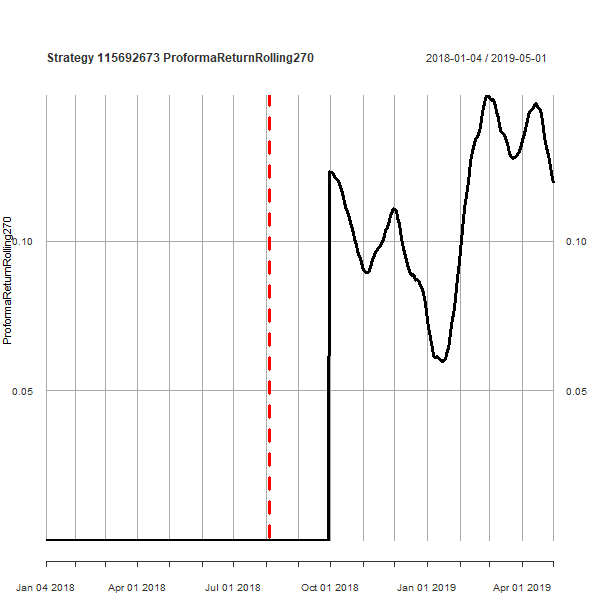 Strategy 115692673 ProformaReturnRolling270
2018-01-04 / 2019-05-01
ProformaReturnRolling270
0.10
0.10
0.05
0.05
Jan 04 2018
Apr 01 2018
Jul 01 2018
Oct 01 2018
Jan 01 2019
Apr 01 2019